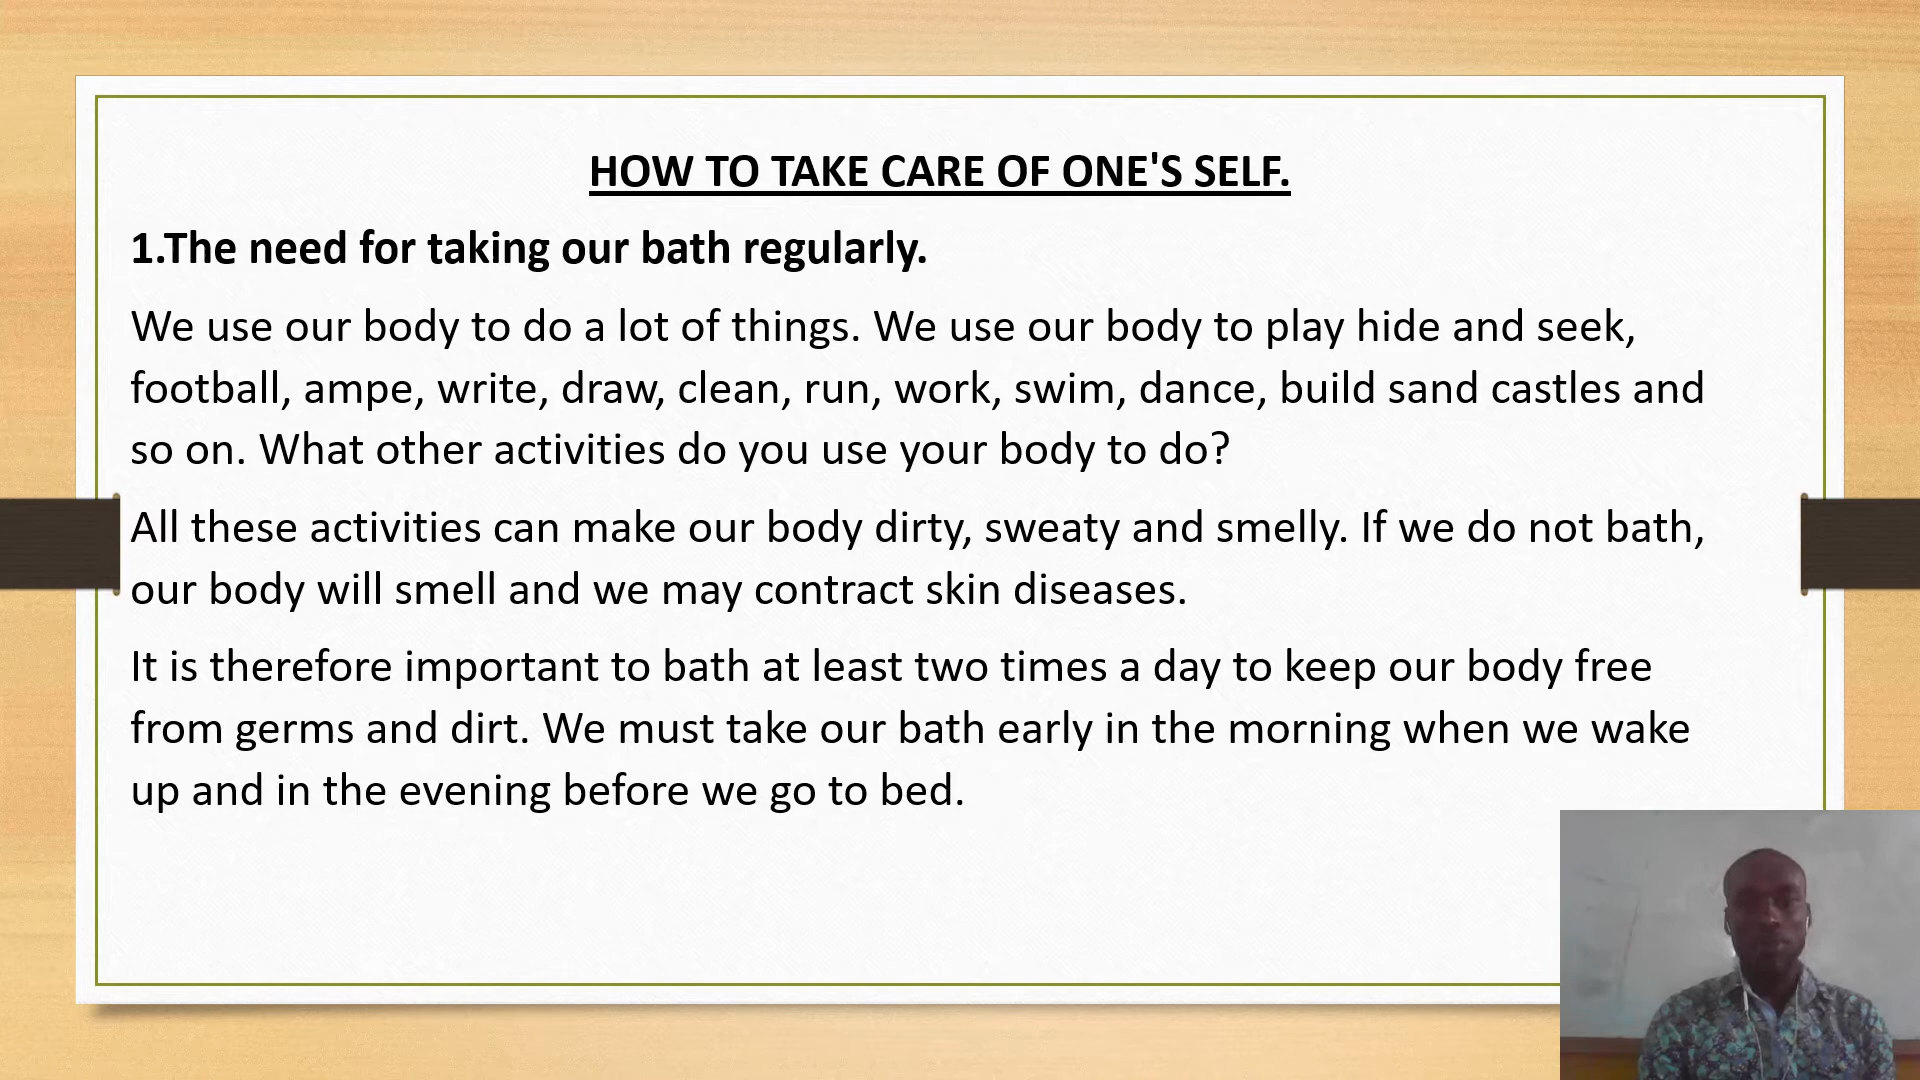 HOW TO TAKE CARE OF ONE'S SELF.
1.The need for taking our bath regularly.
We use our body to do a lot of things. We use our body to play hide and seek,
football, ampe, write, draw, clean, run, work, swim, dance, build sand castles and
so on. What other activities do you use your body to do?
All these activities can make our body dirty, sweaty and smelly. If we do not bath,
our body will smell and we may contract skin diseases.
It is therefore important to bath at least two times a day to keep our body free
from germs and dirt. We must take our bath early in the morning when we wake
up and in the evening before we go to bed.